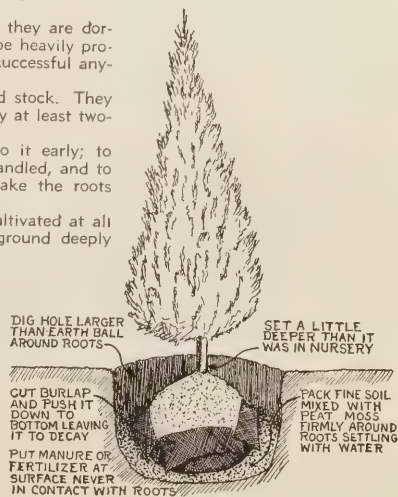 they are dor-
be heavily pro-
successful any-
d stock. They
y at least two-
o it early; to
andled, and to
ake the roots
ultivated at all
ground deeply
DIG HOLE LARGER
THAN EARTH BALL
AROUND ROOTS
CUT BURLAP
AND PUSH IT
DOWN TO
BOTTOM LEAVING
IT TO DECAY
PUT MANURE OR
FERTILIZER AT
SURFACE NEVER
IN CONTACT WITH ROOTS
SET A LITTLE
DEEPER THAN IT
WAS IN NURSERY
PACK FINE SOIL
MIXED WITH
PEAT MOSS
FIRMLY AROUND
ROOTS SETTLING
WITH WATER